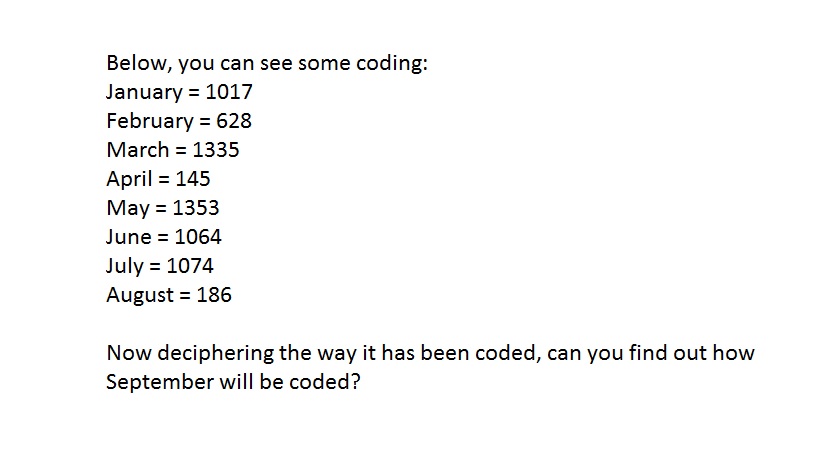 Below, you can see some coding:
January = 1017
February = 628
March = 1335
April = 145
May = 1353
June = 1064
July = 1074
August = 186
Now deciphering the way it has been coded, can you find out how
September will be coded?